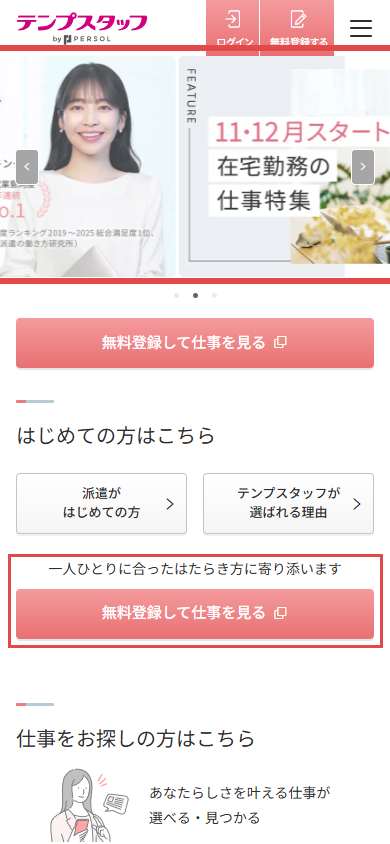 テンプスタッフ
by PERSOL
ログイン
無料登録する
FEATURE
No.1
度ランキング2019～2025 総合満足度1位、
派遣の働き方研究所）
11・12月スタート
在宅勤務の
仕事特集
無料登録して仕事を見る
はじめての方はこちら
派遣が
はじめての方
テンプスタッフが
選ばれる理由
一人ひとりに合ったはたらき方に寄り添います
無料登録して仕事を見る
仕事をお探しの方はこちら
あなたらしさを叶える仕事が
選べる・見つかる